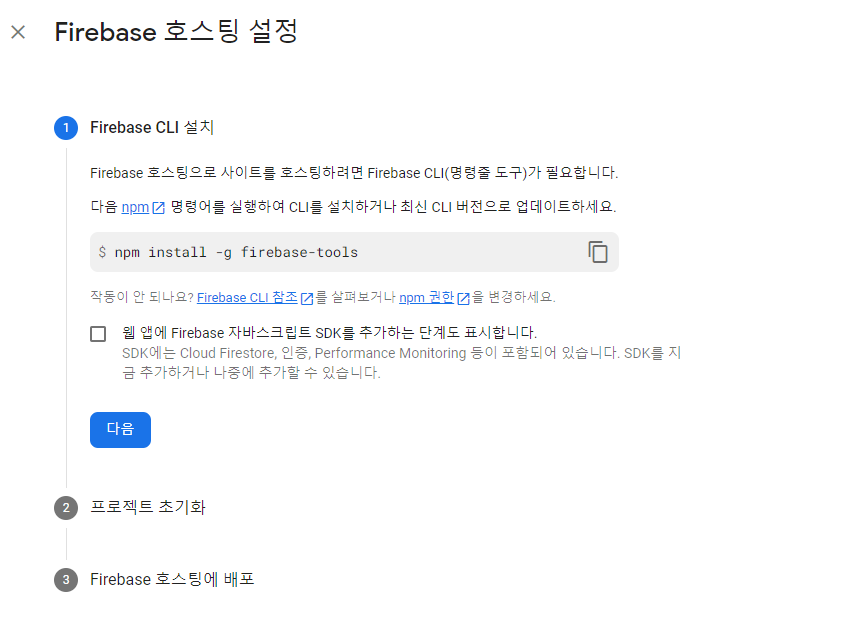 Firebase 호스팅 설정
1 Firebase CLI 설치
Firebase 호스팅으로 사이트를 호스팅하려면 Firebase CLI(명령줄 도구)가 필요합니다.
다음 npm 명령어를 실행하여 CLI를 설치하거나 최신 CLI 버전으로 업데이트하세요.
$ npm install -g firebase-tools
작동이 안 되나요? Firebase CLI 참조를 살펴보거나 npm 권한을 변경하세요.
웹 앱에 Firebase 자바스크립트 SDK를 추가하는 단계도 표시합니다.
SDK에는 Cloud Firestore, 인증, Performance Monitoring 등이 포함되어 있습니다. SDK를 지
금 추가하거나 나중에 추가할 수 있습니다.
다음
2 프로젝트 초기화
3 Firebase 호스팅에 배포